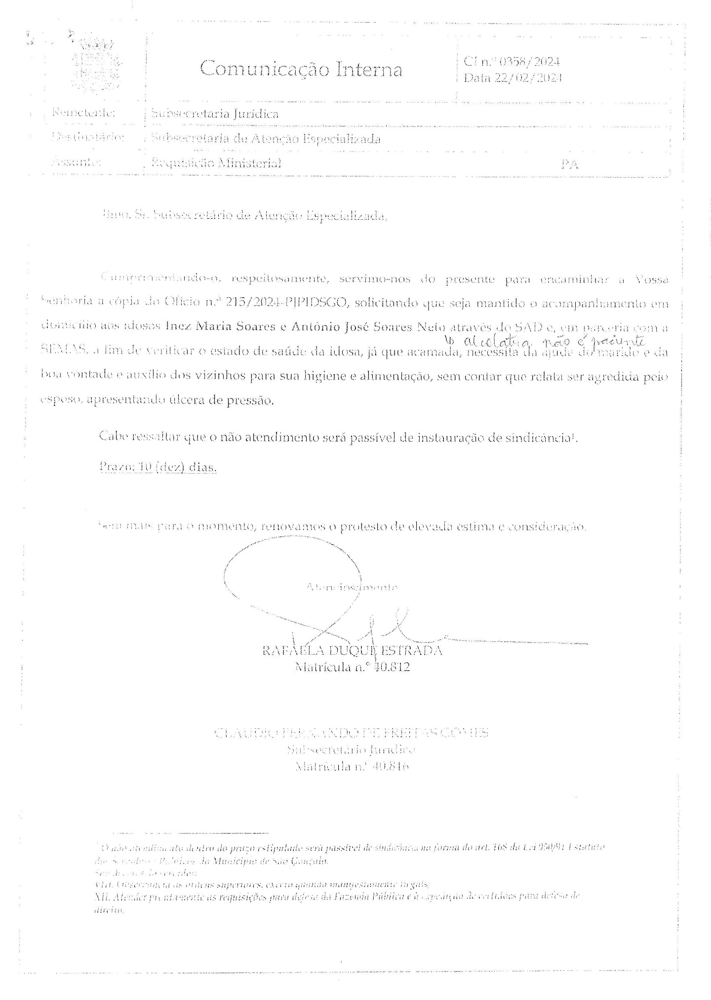 Comunicação Interna
CI n.º 0358/2024
Data 22/02/2024
Remetente: Subsecretaria Jurídica
Destinatário: Subsecretaria de Atenção Especializada
Assunto: Requisição Ministerial PA
Ilmo. Sr. Subsecretário de Atenção Especializada,
Cumprimentando-o, respeitosamente, servimo-nos do presente para encaminhar a Vossa
Senhoria a cópia do Ofício n.º 215/2024-PJPIDSGO, solicitando que seja mantido o acompanhamento em
domicílio aos idosos Inez Maria Soares e Antônio José Soares Neto através do SAD e, em parceria com a
↳ alcolatra, não é paciente
SEMAS, a fim de verificar o estado de saúde da idosa, já que acamada, necessita da ajude do marido e da
boa vontade e auxílio dos vizinhos para sua higiene e alimentação, sem contar que relata ser agredida pelo
esposo, apresentando úlcera de pressão.
Cabe ressaltar que o não atendimento será passível de instauração de sindicância¹.
Prazo: 10 (dez) dias.
Sem mais para o momento, renovamos o protesto de elevada estima e consideração.
Atenciosamente
RAFAELA DUQUE ESTRADA
Matrícula n.º 40.812
CLAUDIO FERNANDO DE FREITAS GOMES
Subsecretário Jurídico
Matrícula n.º 40.816
O não atendimento dentro do prazo estipulado será passível de sindicância na forma do art. 168 da Lei 050/91 Estatuto
dos Servidores Públicos do Município de São Gonçalo.
VIII. Observância às ordens superiores, exceto quando manifestamente ilegais;
XII. Atender prontamente as requisições para defesa da Fazenda Pública e à expedição de certidões para defesa de
direito.